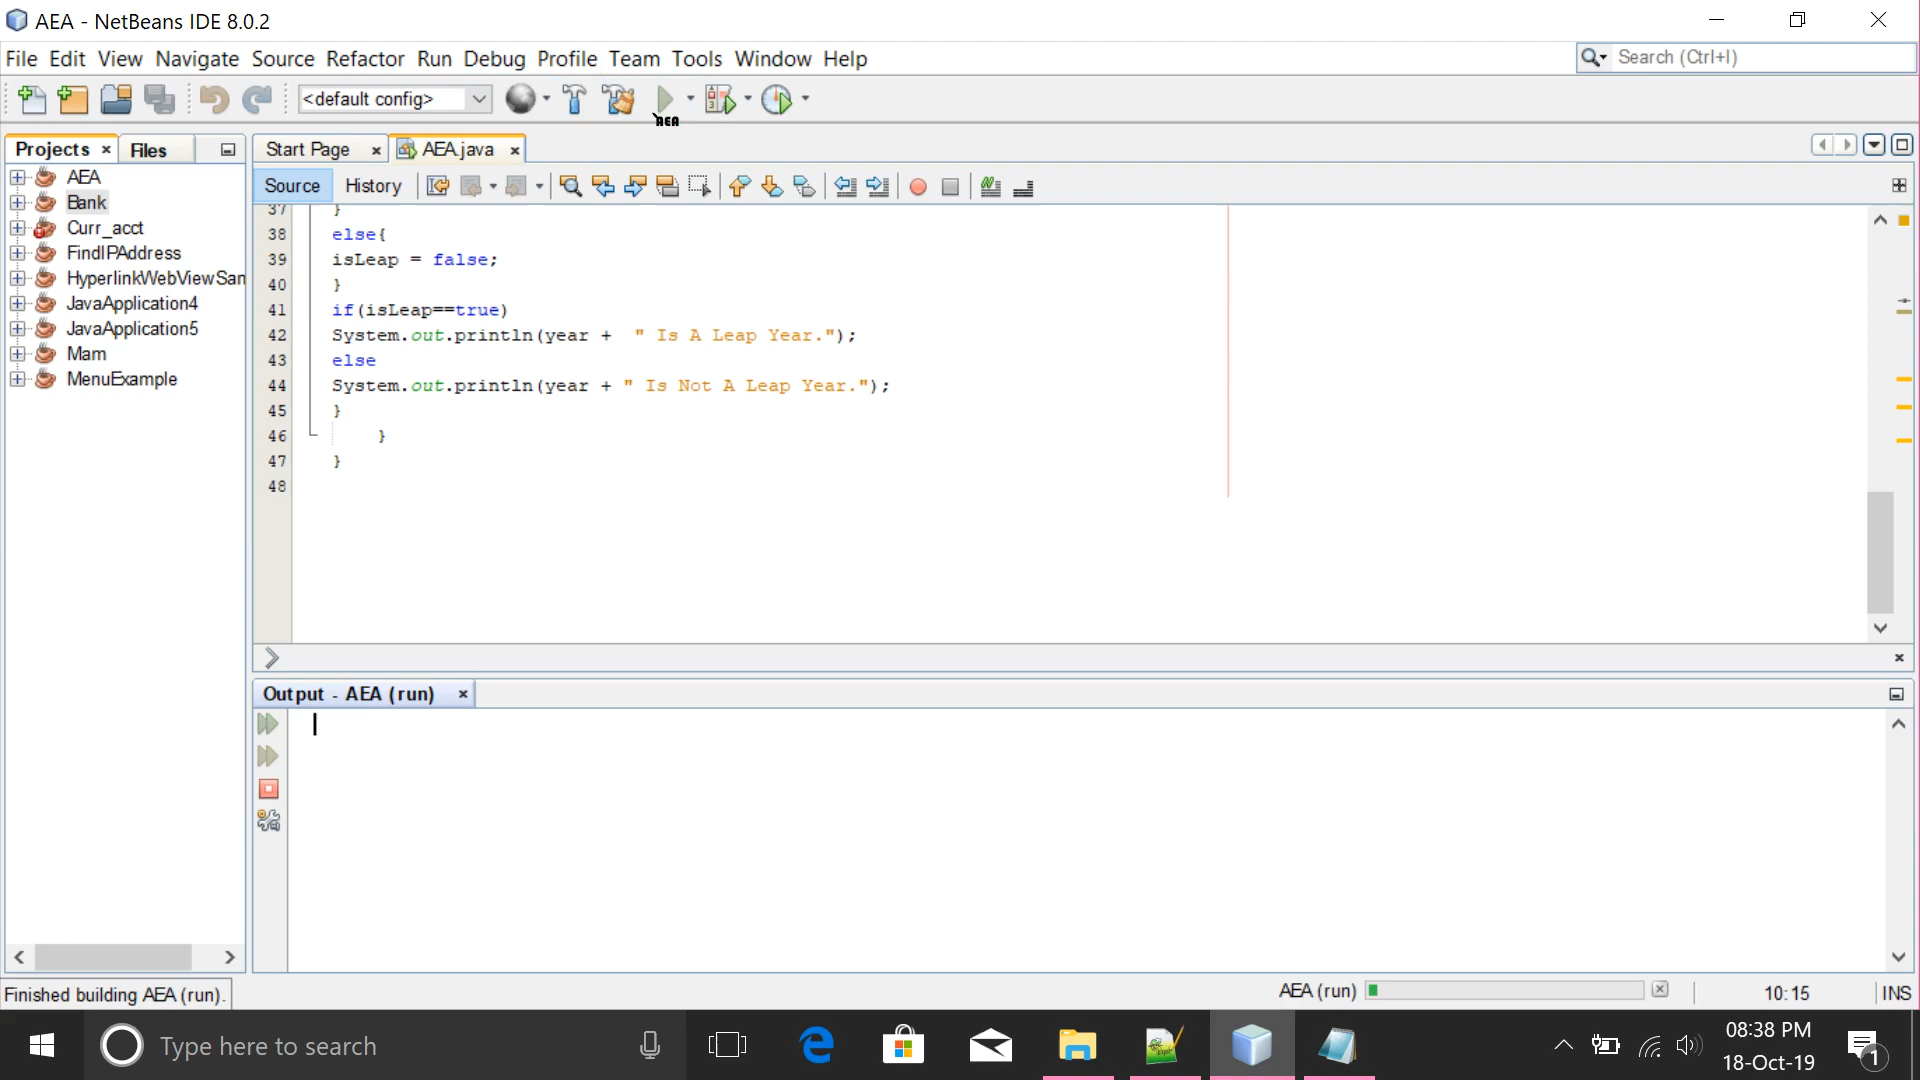 AEA - NetBeans IDE 8.0.2
File Edit View Navigate Source Refactor Run Debug Profile Team Tools Window Help
Search (Ctrl+I)
<default config>
AEA
Projects
Files
Start Page
AEA.java
Source
History
AEA
Bank
Curr_acct
FindIPAddress
HyperlinkWebViewSan
JavaApplication4
JavaApplication5
Mam
MenuExample
37 }
38 else{
39 isLeap = false;
40 }
41 if(isLeap==true)
42 System.out.println(year +  " Is A Leap Year.");
43 else
44 System.out.println(year + " Is Not A Leap Year.");
45 }
46 }
47 }
48
Output - AEA (run)
Finished building AEA (run).
AEA (run)
10:15
INS
Type here to search
08:38 PM
18-Oct-19
1